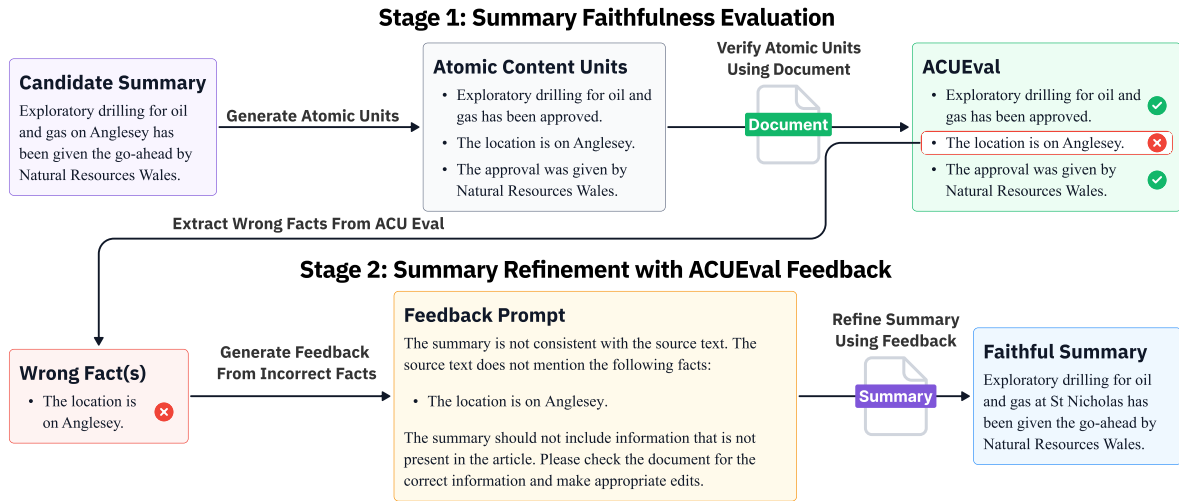 Stage 1: Summary Faithfulness Evaluation
Candidate Summary
Exploratory drilling for oil
and gas on Anglesey has
been given the go-ahead by
Natural Resources Wales.
Generate Atomic Units
Atomic Content Units
• Exploratory drilling for oil and
gas has been approved.
• The location is on Anglesey.
• The approval was given by
Natural Resources Wales.
Verify Atomic Units
Using Document
Document
ACUEval
• Exploratory drilling for oil and
gas has been approved.
• The location is on Anglesey.
• The approval was given by
Natural Resources Wales.
Extract Wrong Facts From ACU Eval
Stage 2: Summary Refinement with ACUEval Feedback
Wrong Fact(s)
• The location is
on Anglesey.
Generate Feedback
From Incorrect Facts
Feedback Prompt
The summary is not consistent with the source text. The
source text does not mention the following facts:
• The location is on Anglesey.
The summary should not include information that is not
present in the article. Please check the document for the
correct information and make appropriate edits.
Refine Summary
Using Feedback
Summary
Faithful Summary
Exploratory drilling for oil
and gas at St Nicholas has
been given the go-ahead by
Natural Resources Wales.